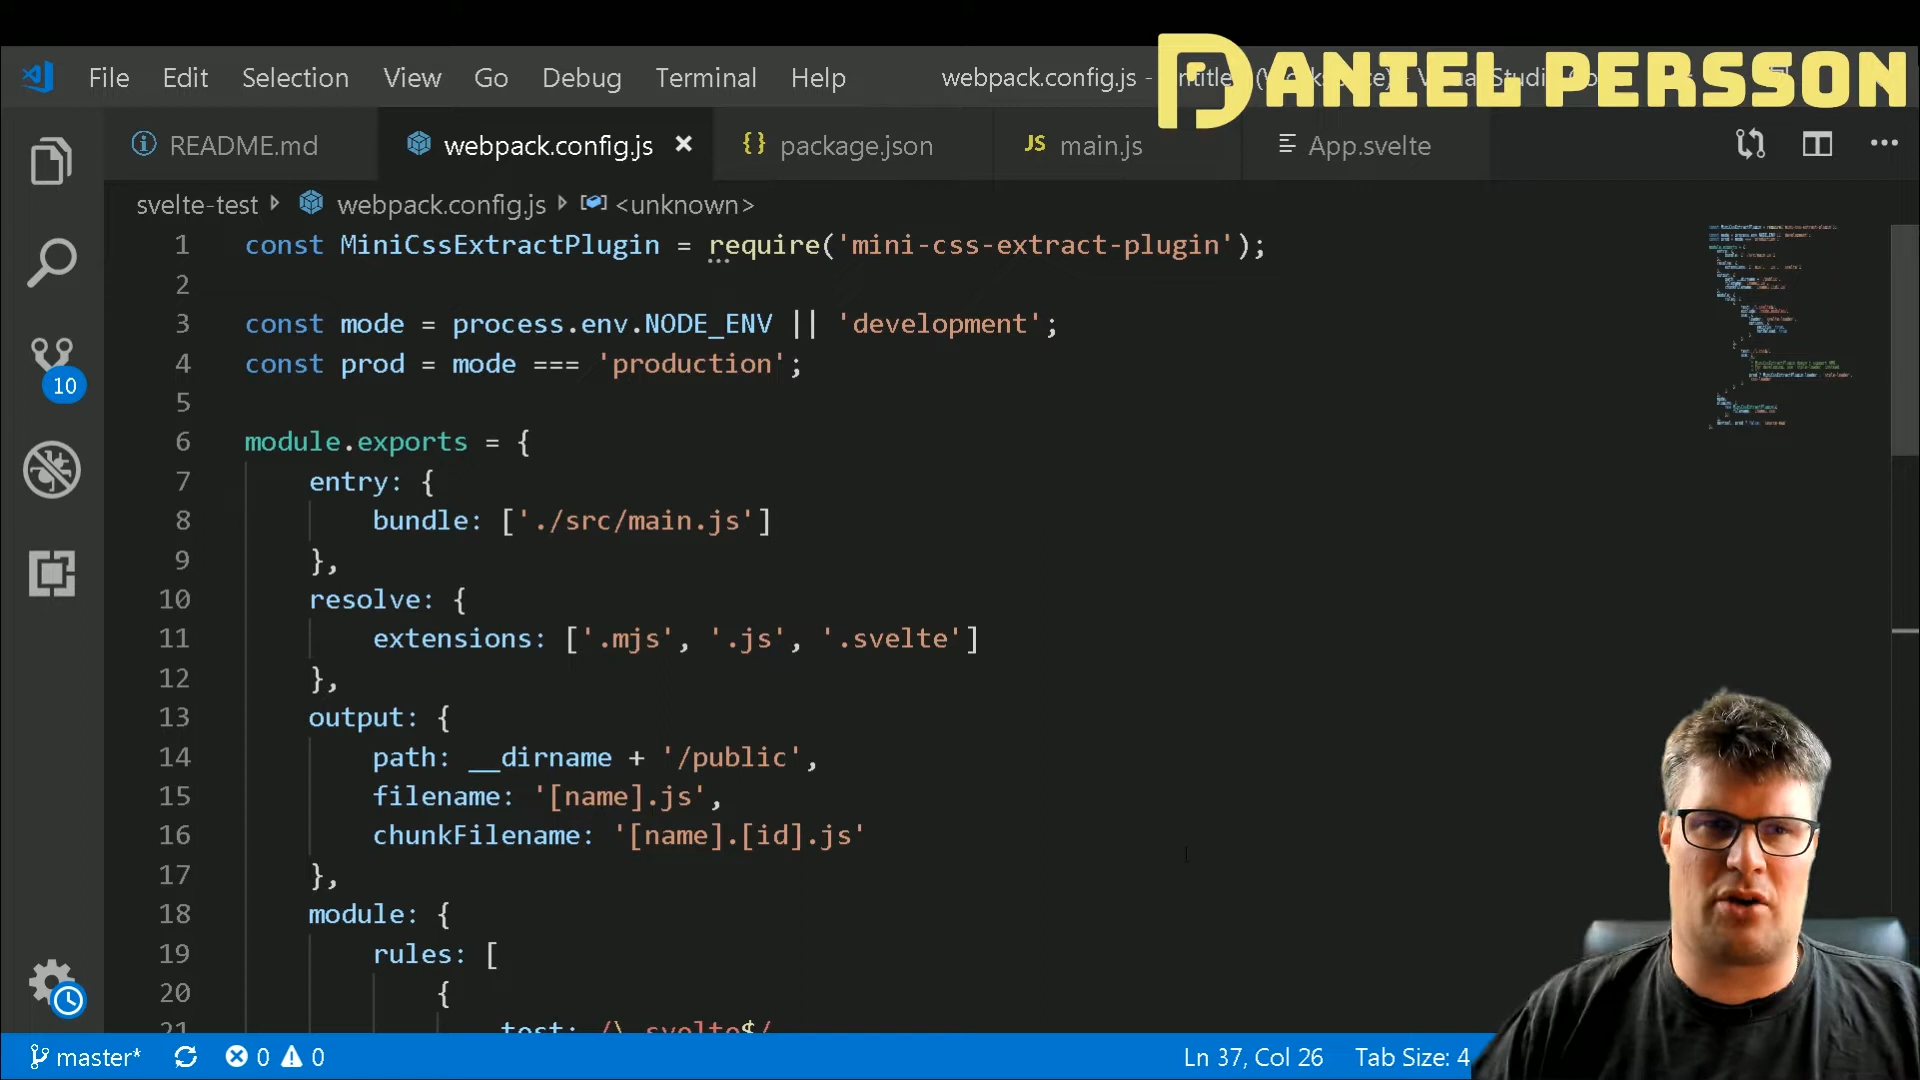 File Edit Selection View Go Debug Terminal Help webpack.config.js -
DANIEL PERSSON
README.md webpack.config.js package.json JS main.js App.svelte
svelte-test webpack.config.js <unknown>
1 const MiniCssExtractPlugin = require('mini-css-extract-plugin');
2
3 const mode = process.env.NODE_ENV || 'development';
4 const prod = mode === 'production';
5
6 module.exports = {
7 entry: {
8 bundle: ['./src/main.js']
9 },
10 resolve: {
11 extensions: ['.mjs', '.js', '.svelte']
12 },
13 output: {
14 path: __dirname + '/public',
15 filename: '[name].js',
16 chunkFilename: '[name].[id].js'
17 },
18 module: {
19 rules: [
20 {
21 test: /\.svelte$/,
10
master* 0 0 Ln 37, Col 26 Tab Size: 4